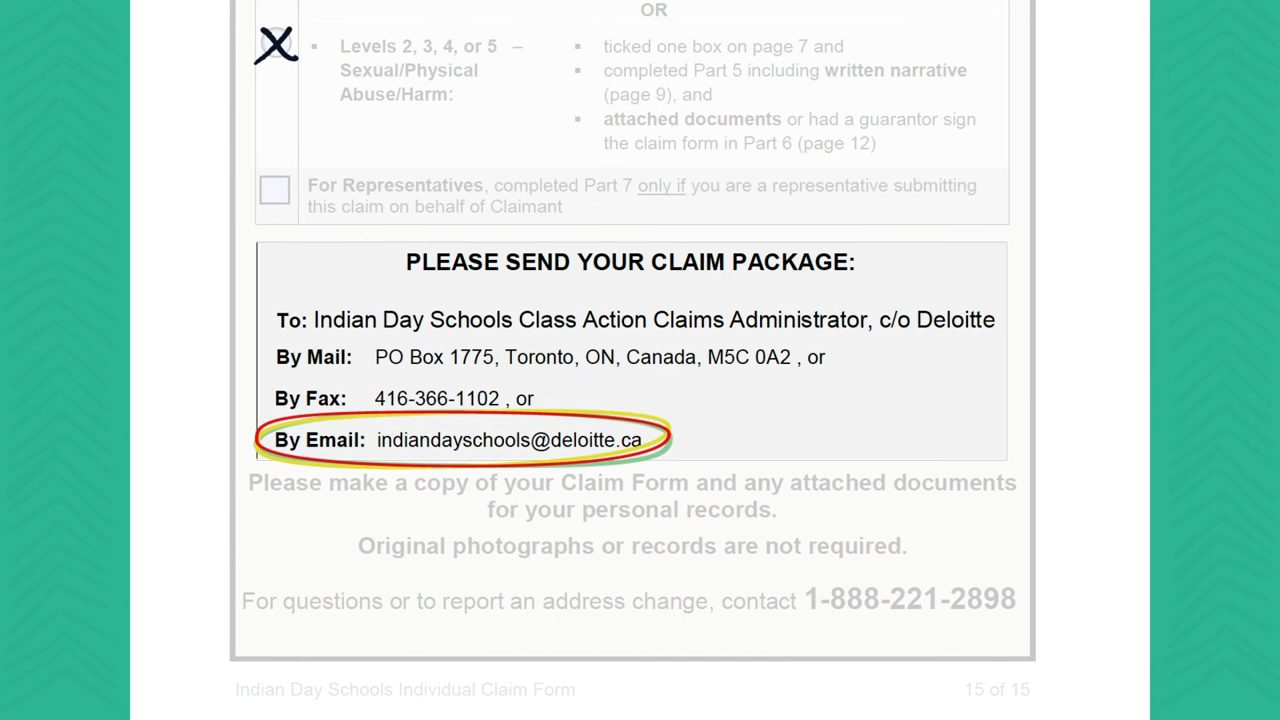 OR
▪ Levels 2, 3, 4, or 5 – ▪ ticked one box on page 7 and
Sexual/Physical ▪ completed Part 5 including written narrative
Abuse/Harm: (page 9), and
▪ attached documents or had a guarantor sign
the claim form in Part 6 (page 12)
For Representatives, completed Part 7 only if you are a representative submitting
this claim on behalf of Claimant
PLEASE SEND YOUR CLAIM PACKAGE:
To: Indian Day Schools Class Action Claims Administrator, c/o Deloitte
By Mail: PO Box 1775, Toronto, ON, Canada, M5C 0A2 , or
By Fax: 416-366-1102 , or
By Email: indiandayschools@deloitte.ca
Please make a copy of your Claim Form and any attached documents
for your personal records.
Original photographs or records are not required.
For questions or to report an address change, contact 1-888-221-2898
Indian Day Schools Individual Claim Form 15 of 15